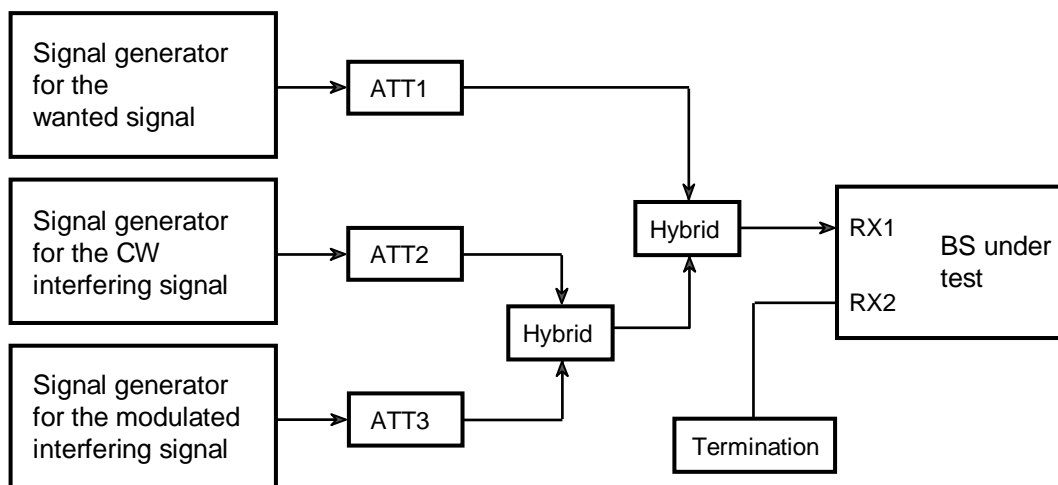 Signal generator
for the
wanted signal
ATT1
Signal generator
for the CW
interfering signal
ATT2
Signal generator
for the modulated
interfering signal
ATT3
Hybrid
Hybrid
RX1
RX2
BS under
test
Termination